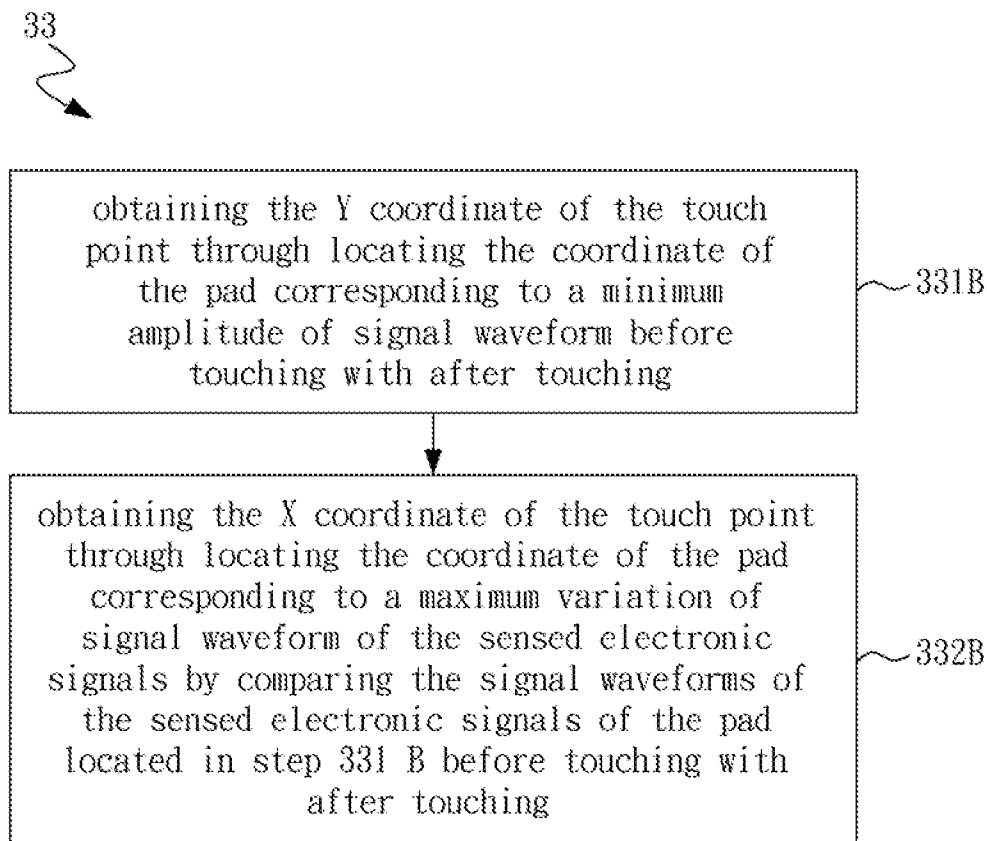 33
obtaining the Y coordinate of the touch
point through locating the coordinate of
the pad corresponding to a minimum
amplitude of signal waveform before
touching with after touching
331B
obtaining the X coordinate of the touch point
through locating the coordinate of the pad
corresponding to a maximum variation of
signal waveform of the sensed electronic
signals by comparing the signal waveforms of
the sensed electronic signals of the pad
located in step 331 B before touching with
after touching
332B